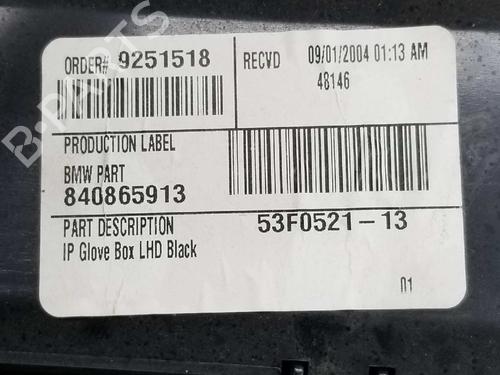 ORDER# 9251518
RECVD 09/01/2004 01:13 AM
48146
PRODUCTION LABEL
BMW PART
840865913
PART DESCRIPTION
53F0521-13
IP Glove Box LHD Black
01
B-PARTS